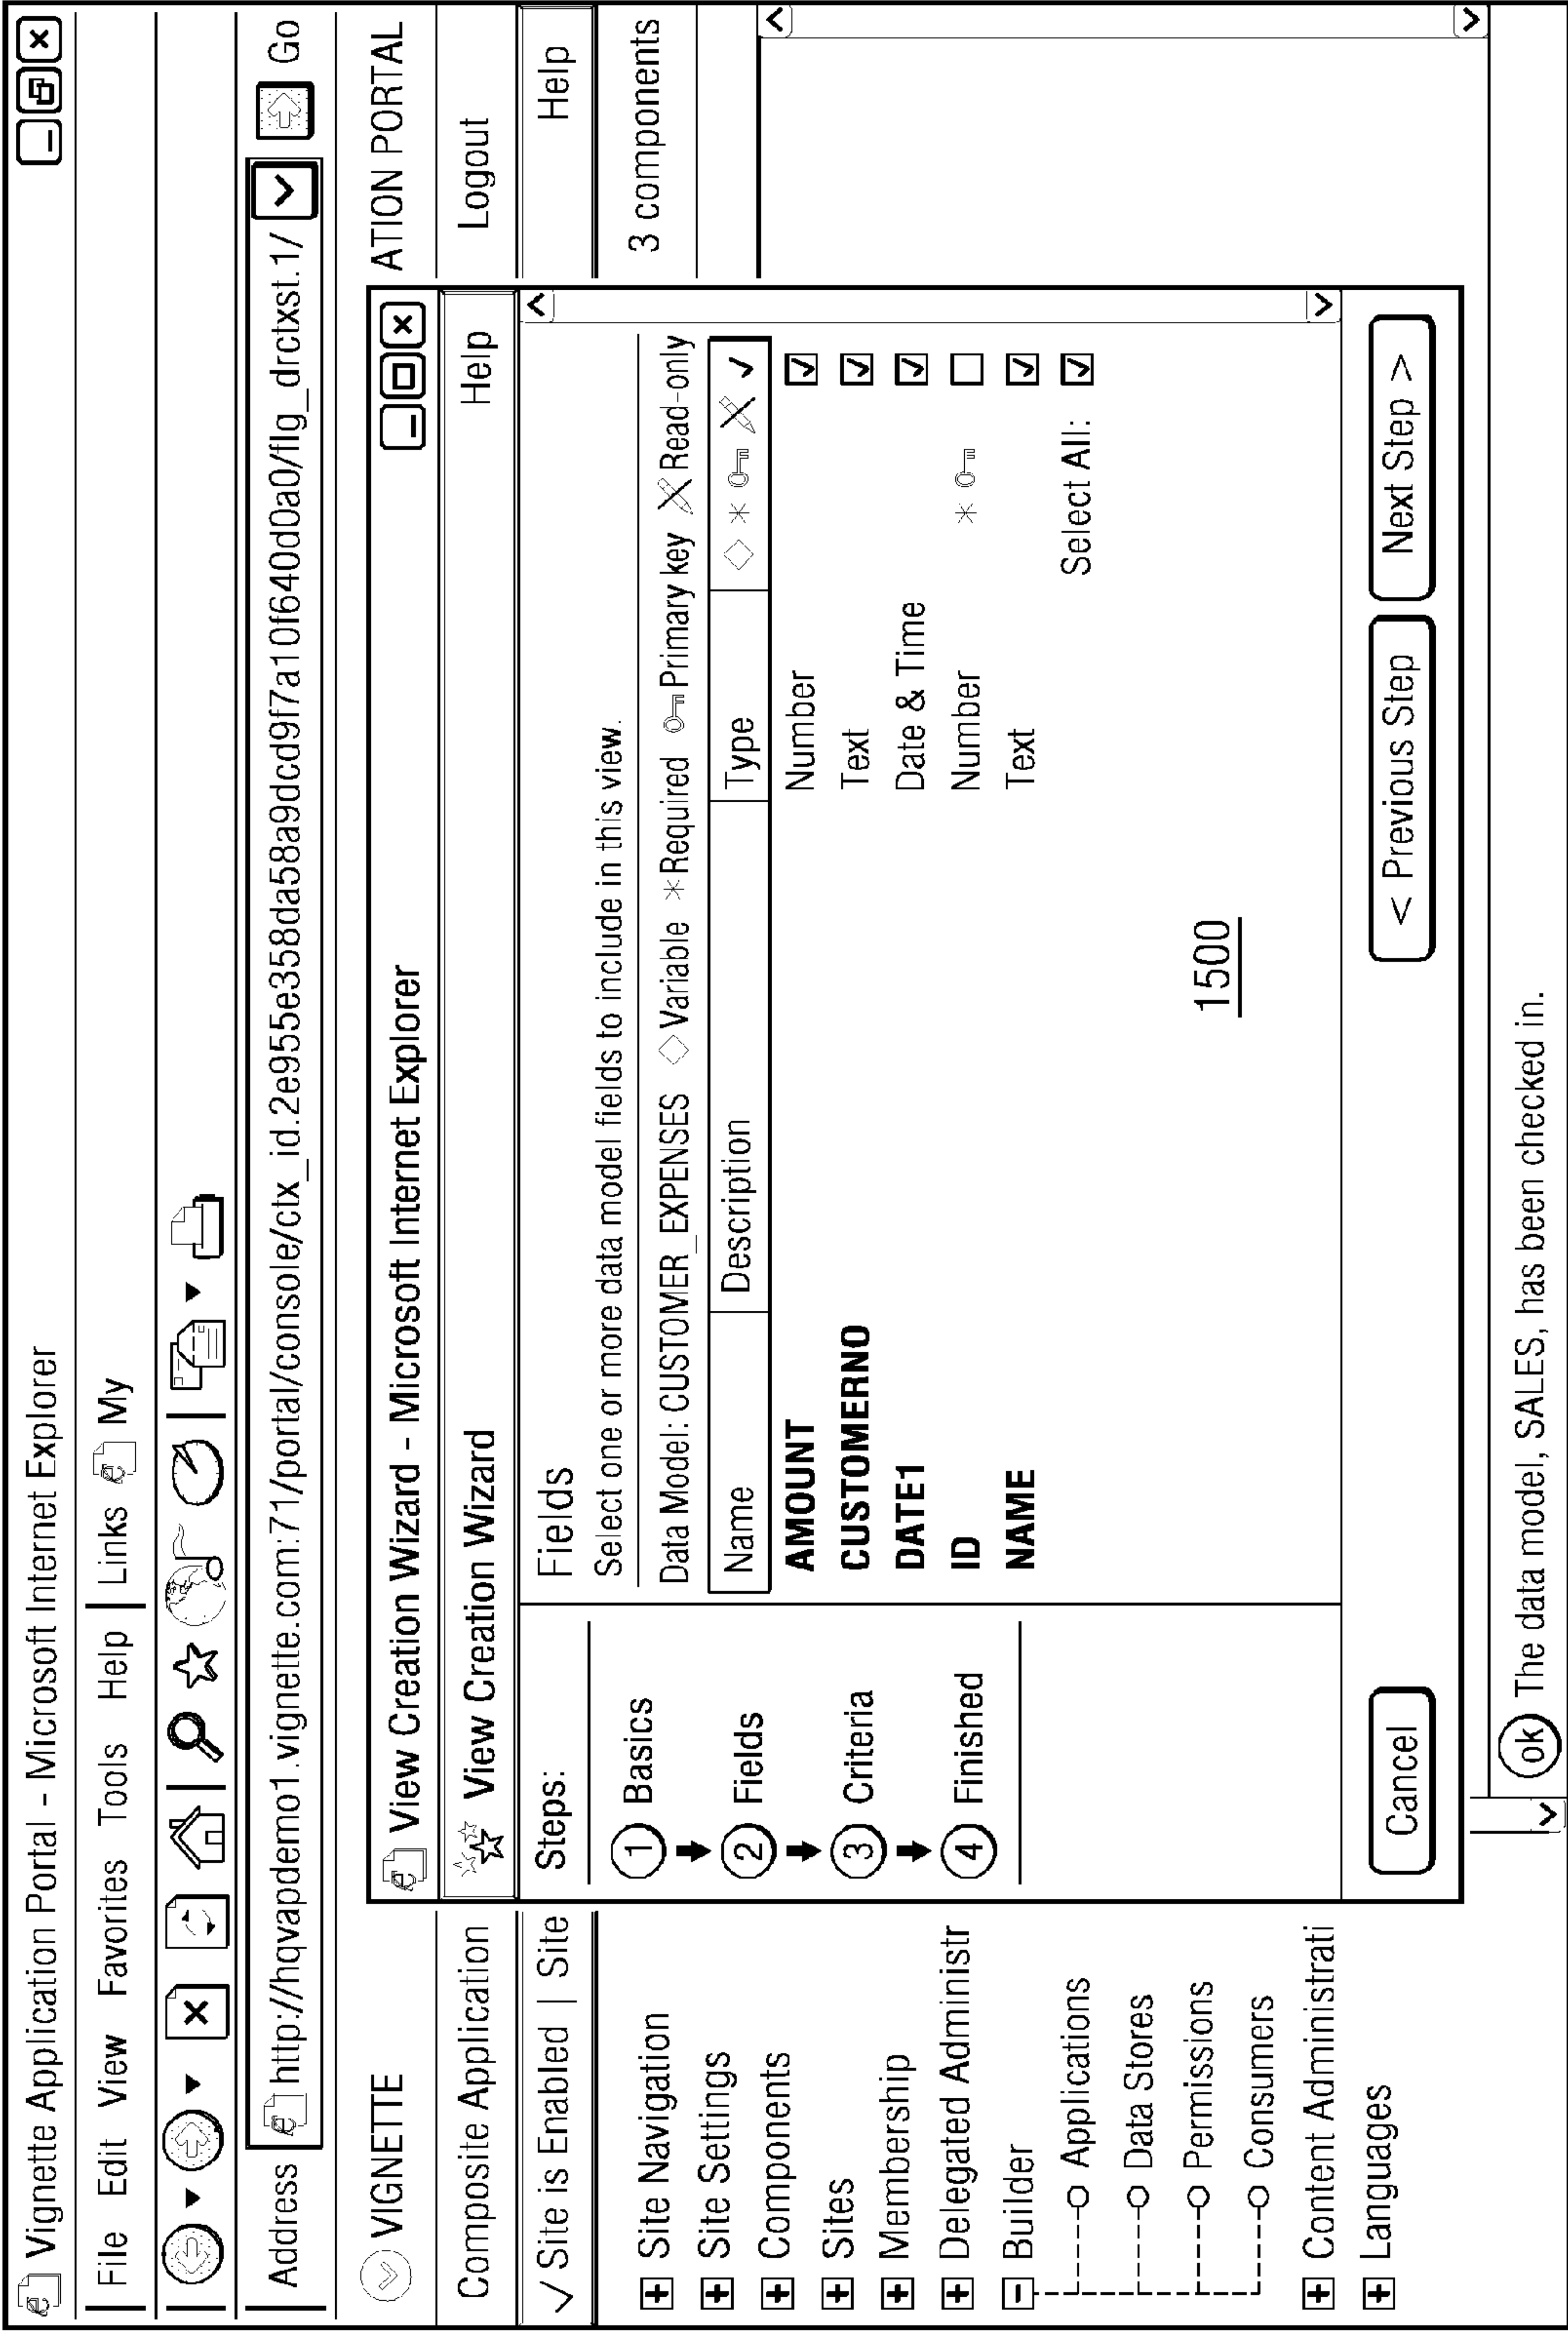 Vignette Application Portal - Microsoft Internet Explorer
File Edit View Favorites Tools Help Links My
Address http://hqvapdemo1.vignette.com:71/portal/console/ctx_id.2e955e358da58a9dcd9f7a10f640d0a0/flg_drctxst.1/ Go
VIGNETTE
ATION PORTAL
Composite Application
Logout
✓ Site is Enabled | Site
Help
3 components
+ Site Navigation
+ Site Settings
+ Components
+ Sites
+ Membership
+ Delegated Administr
- Builder
Applications
Data Stores
Permissions
Consumers
+ Content Administrati
+ Languages
View Creation Wizard - Microsoft Internet Explorer
View Creation Wizard
Help
Steps:
1 Basics
2 Fields
3 Criteria
4 Finished
Fields
Select one or more data model fields to include in this view.
Data Model: CUSTOMER_EXPENSES ◇ Variable * Required Primary key Read-only
Name Description Type ◇ * ✓
AMOUNT Number
CUSTOMERNO Text
DATE1 Date & Time
ID Number *
NAME Text
Select All:
1500
Cancel
< Previous Step
Next Step >
ok The data model, SALES, has been checked in.